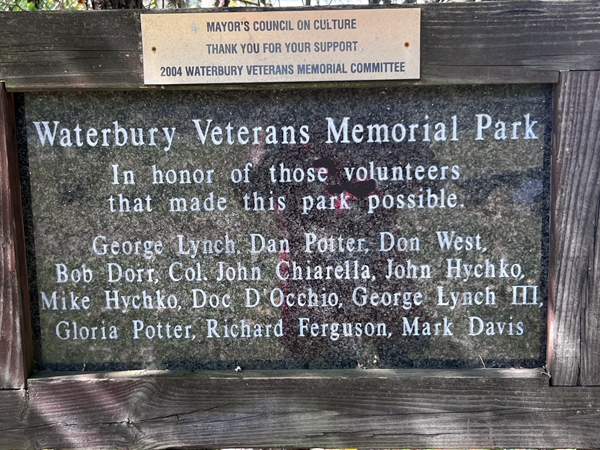 MAYOR'S COUNCIL ON CULTURE
THANK YOU FOR YOUR SUPPORT
2004 WATERBURY VETERANS MEMORIAL COMMITTEE
Waterbury Veterans Memorial Park
In honor of those volunteers
that made this park possible.
George Lynch, Dan Potter, Don West,
Bob Dorr, Col. John Chiarella, John Hychko,
Mike Hychko, Doc D'Occhio, George Lynch III,
Gloria Potter, Richard Ferguson, Mark Davis